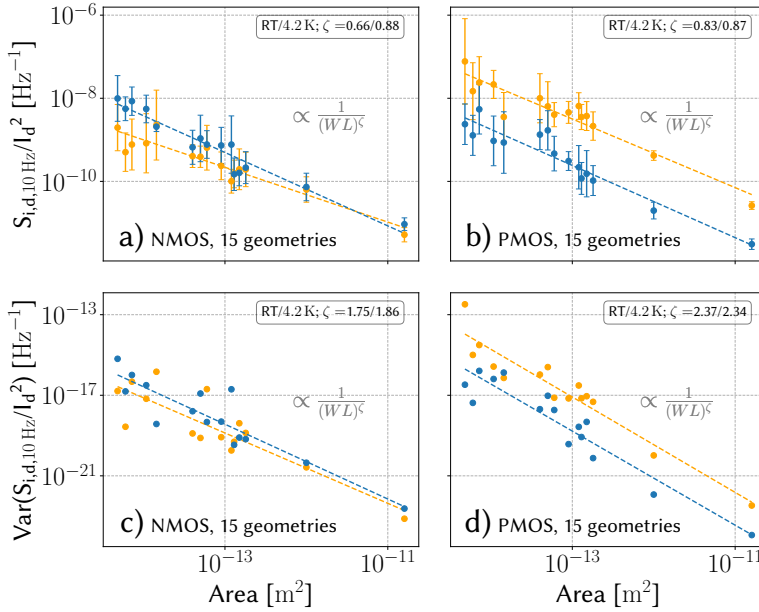 S_{i,d,10 Hz}/I_d^2 [Hz^{-1}]
10^{-6}
10^{-8}
10^{-10}
RT/4.2 K; ζ =0.66/0.88
∝ 1/(WL)^ζ
a) NMOS, 15 geometries
RT/4.2 K; ζ =0.83/0.87
∝ 1/(WL)^ζ
b) PMOS, 15 geometries
Var(S_{i,d,10 Hz}/I_d^2) [Hz^{-1}]
10^{-13}
10^{-17}
10^{-21}
RT/4.2 K; ζ =1.75/1.86
∝ 1/(WL)^ζ
c) NMOS, 15 geometries
RT/4.2 K; ζ =2.37/2.34
∝ 1/(WL)^ζ
d) PMOS, 15 geometries
10^{-13} 10^{-11}
10^{-13} 10^{-11}
Area [m^2]
Area [m^2]